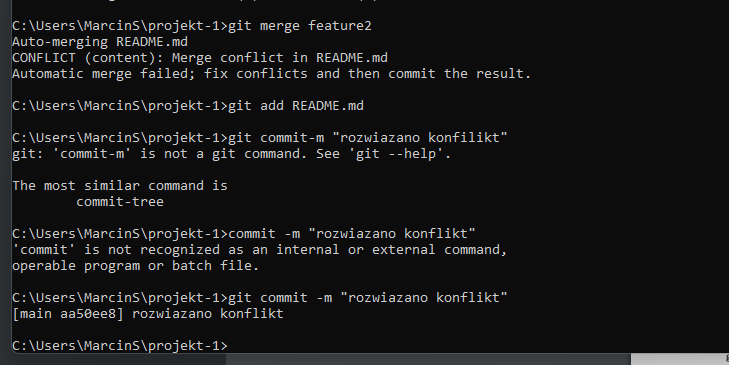 C:\Users\MarcinS\projekt-1>git merge feature2
Auto-merging README.md
CONFLICT (content): Merge conflict in README.md
Automatic merge failed; fix conflicts and then commit the result.
C:\Users\MarcinS\projekt-1>git add README.md
C:\Users\MarcinS\projekt-1>git commit-m "rozwiazano konfilikt"
git: 'commit-m' is not a git command. See 'git --help'.
The most similar command is
commit-tree
C:\Users\MarcinS\projekt-1>commit -m "rozwiazano konflikt"
'commit' is not recognized as an internal or external command,
operable program or batch file.
C:\Users\MarcinS\projekt-1>git commit -m "rozwiazano konflikt"
[main aa50ee8] rozwiazano konflikt
C:\Users\MarcinS\projekt-1>